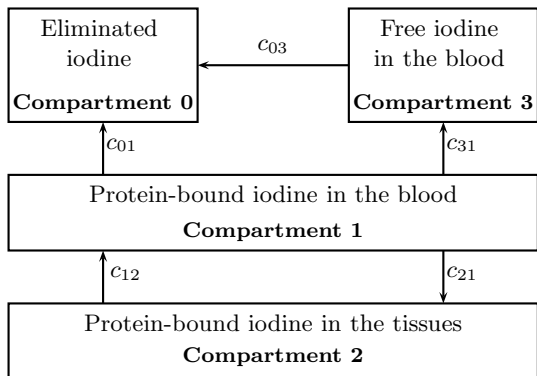 Eliminated
iodine
Compartment 0
c03
Free iodine
in the blood
Compartment 3
c01
c31
Protein-bound iodine in the blood
Compartment 1
c12
c21
Protein-bound iodine in the tissues
Compartment 2